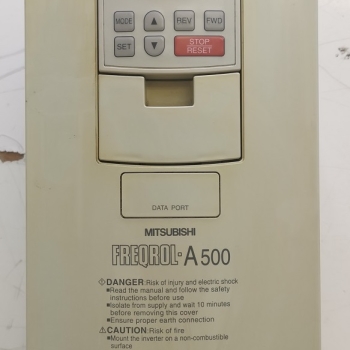 MODE ▲ REV FWD
SET ▼ STOP
RESET
DATA PORT
MITSUBISHI
FREQROL-A500
⚠DANGER:Risk of injury and electric shock
■Read the manual and follow the safety
instructions before use
■Isolate from supply and wait 10 minutes
before removing this cover
■Ensure proper earth connection
⚠CAUTION:Risk of fire
■Mount the inverter on a non-combustible
surface